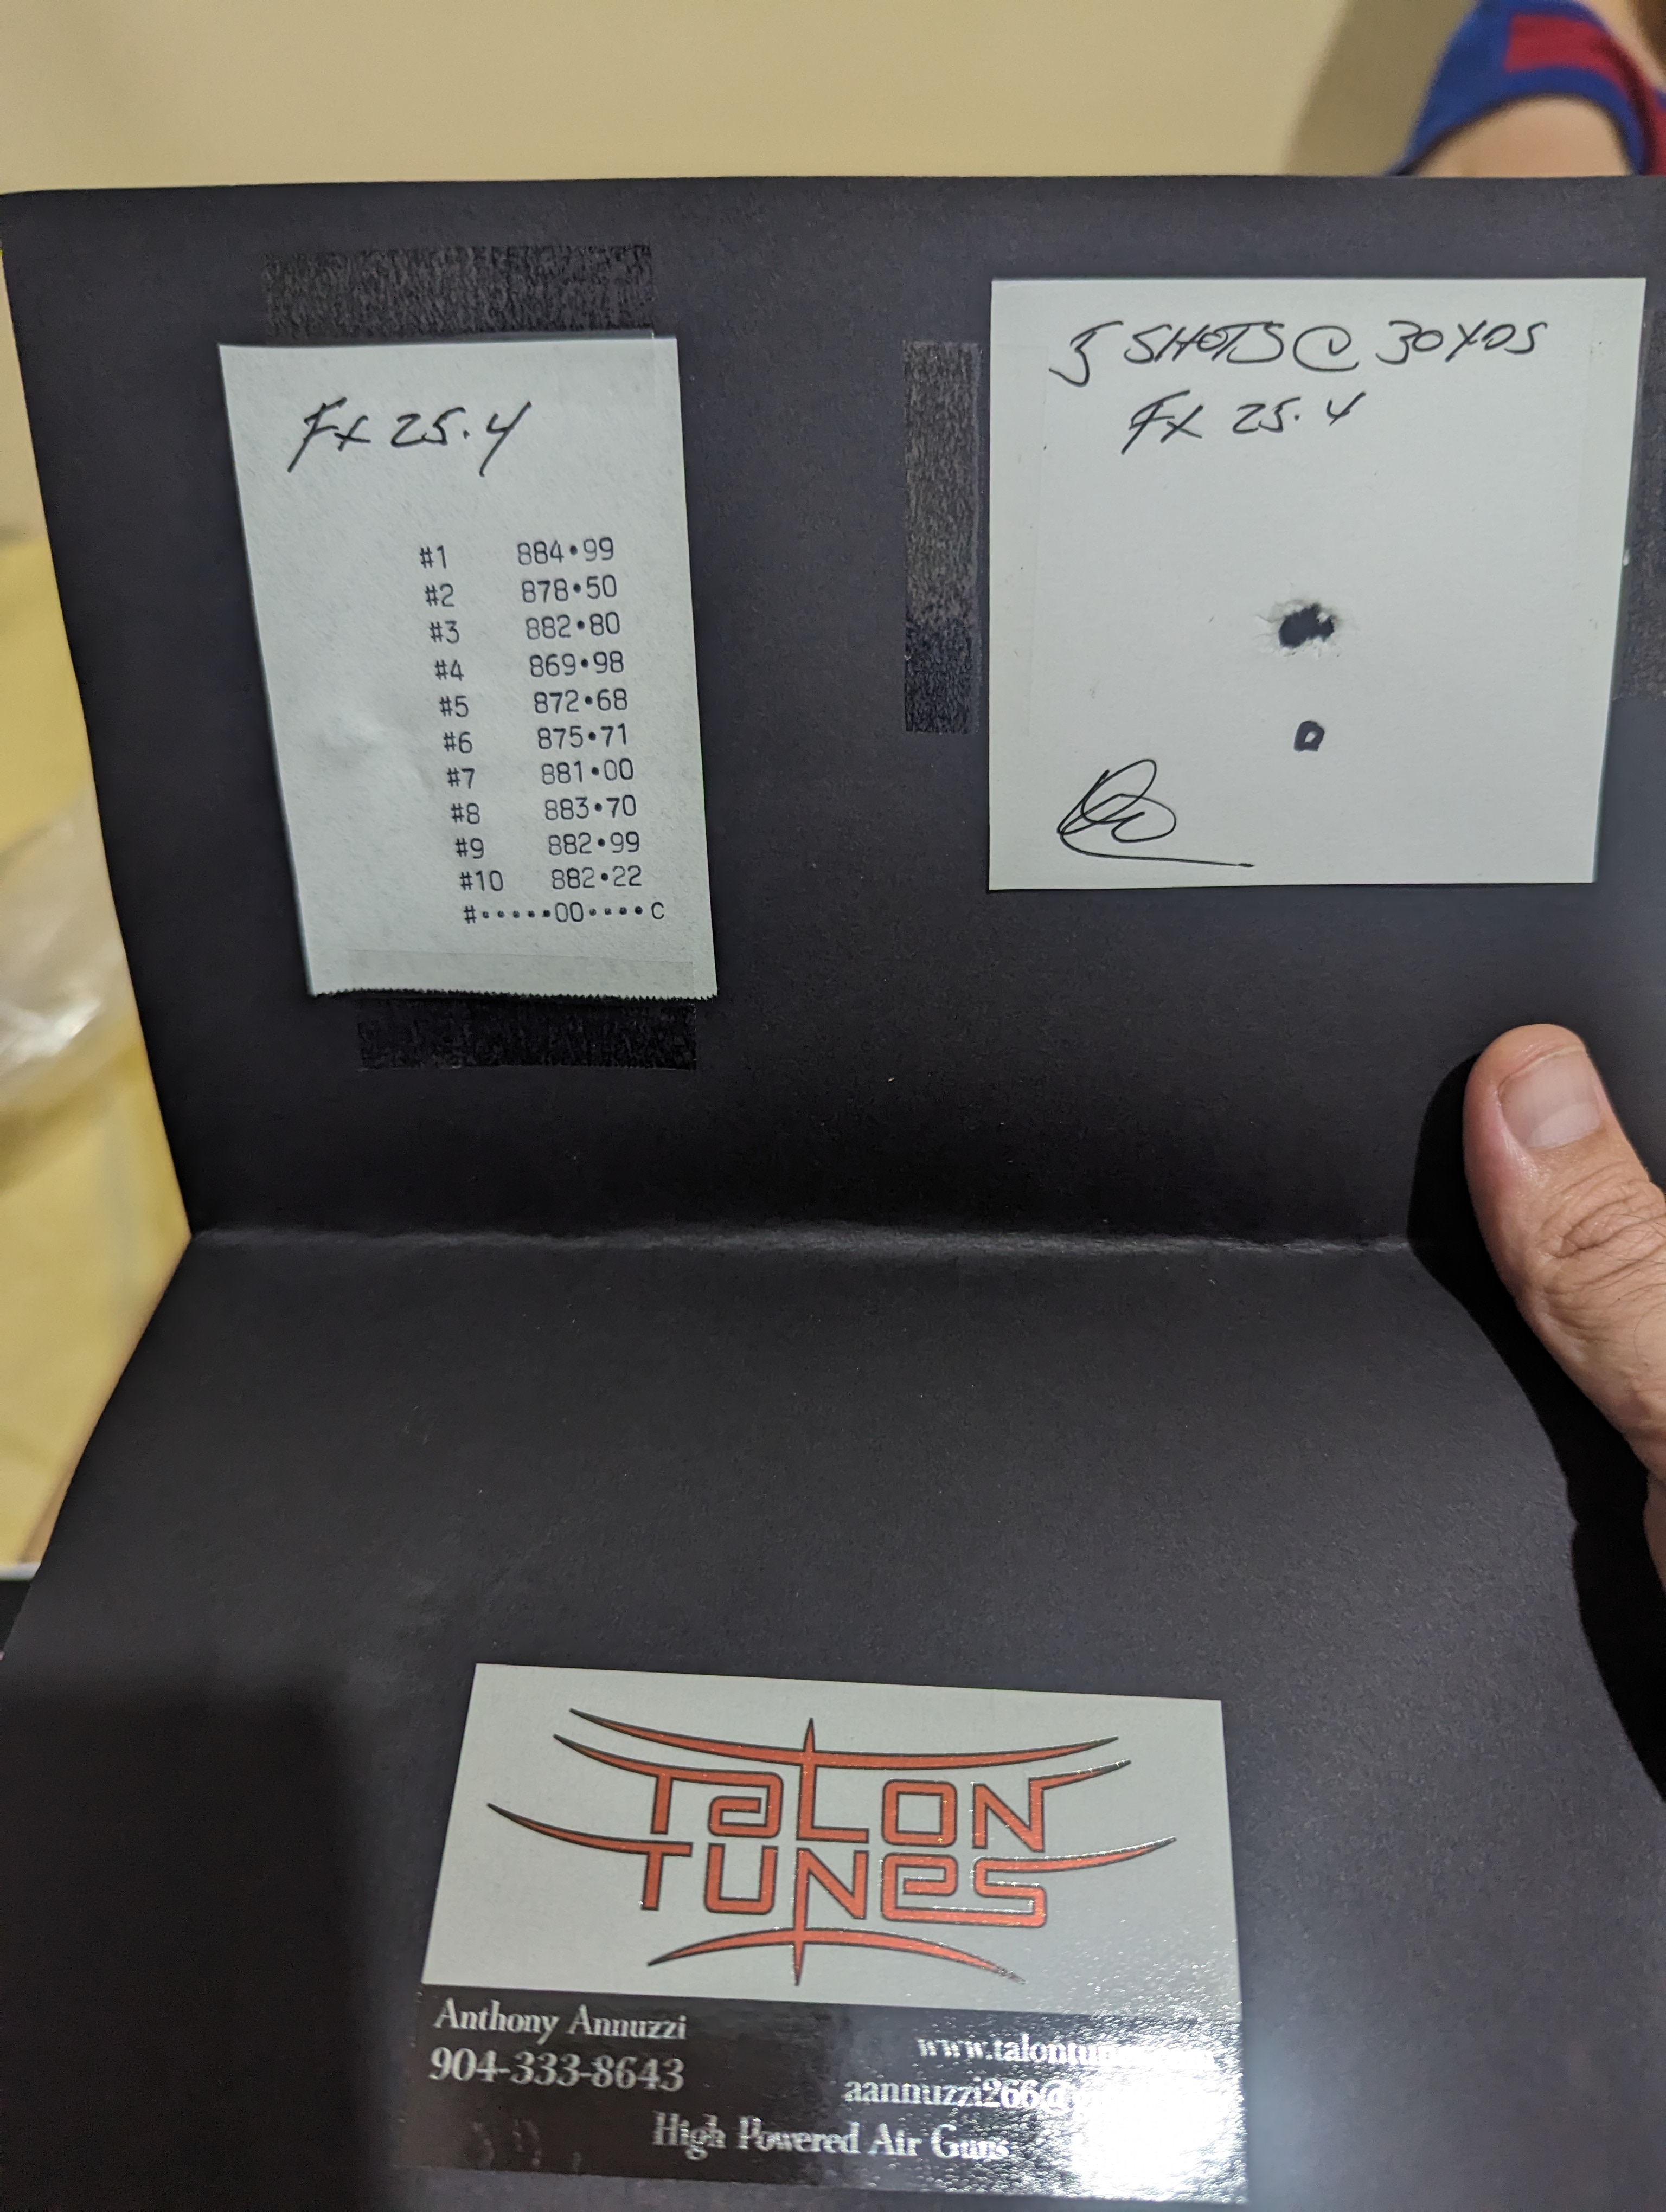 Fx 25.4
#1 884.99
#2 878.50
#3 882.80
#4 869.98
#5 872.68
#6 875.71
#7 881.00
#8 883.70
#9 882.99
#10 882.22
#.....00....C
5 SHOTS @ 30 YDS
FX 25.4
TALON
TUNES
Anthony Annuzzi
904-333-8643
High Powered Air Guns